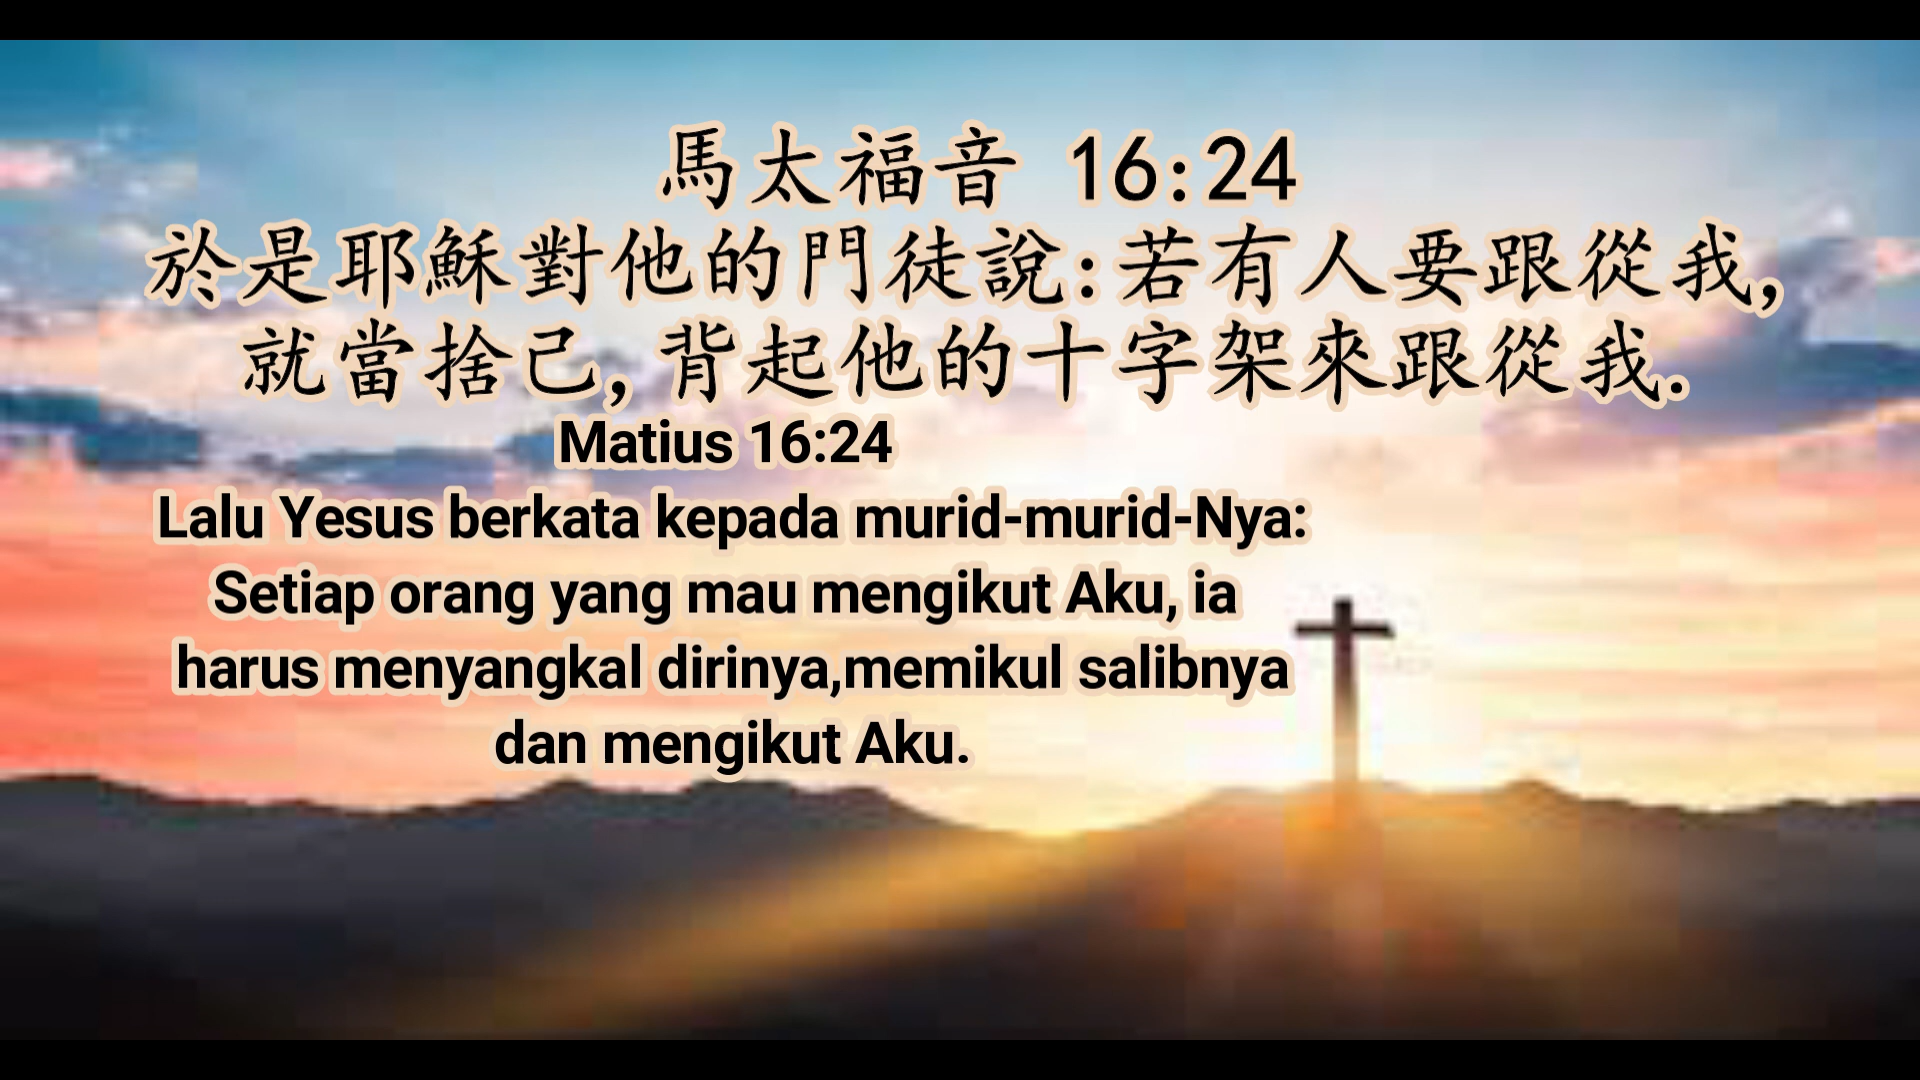 馬太福音 16:24
於是耶穌對他的門徒說:若有人要跟從我,
就當捨己,背起他的十字架來跟從我.
Matius 16:24
Lalu Yesus berkata kepada murid-murid-Nya:
Setiap orang yang mau mengikut Aku, ia
harus menyangkal dirinya,memikul salibnya
dan mengikut Aku.